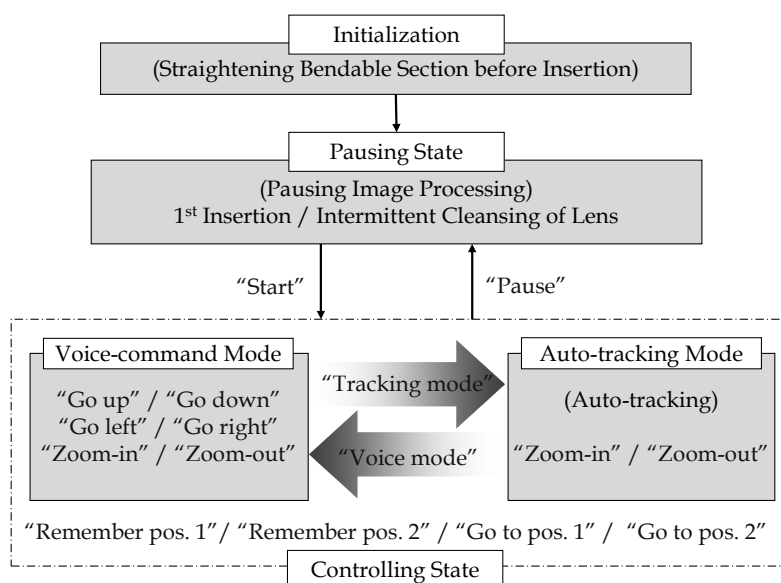 Initialization
(Straightening Bendable Section before Insertion)
Pausing State
(Pausing Image Processing)
1st Insertion / Intermittent Cleansing of Lens
“Start”
“Pause”
Voice-command Mode
“Go up” / “Go down”
“Go left” / “Go right”
“Zoom-in” / “Zoom-out”
“Tracking mode”
“Voice mode”
Auto-tracking Mode
(Auto-tracking)
“Zoom-in” / “Zoom-out”
“Remember pos. 1”/ “Remember pos. 2” / “Go to pos. 1” / “Go to pos. 2”
Controlling State